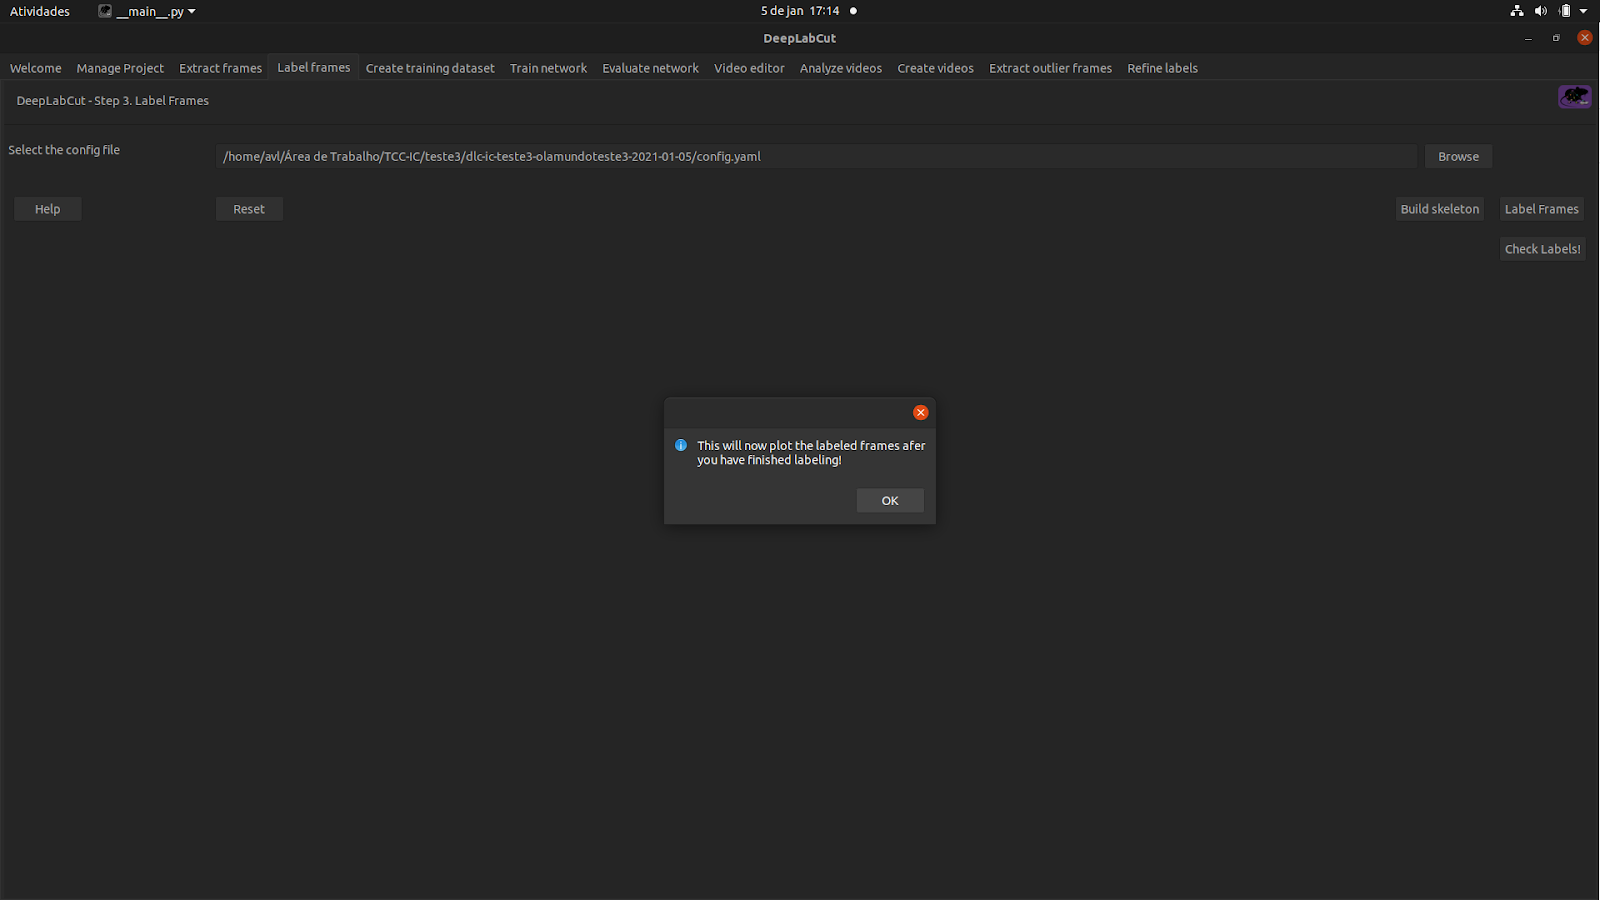 Atividades __main__.py 5 de jan 17:14
DeepLabCut
Welcome Manage Project Extract frames Label frames Create training dataset Train network Evaluate network Video editor Analyze videos Create videos Extract outlier frames Refine labels
DeepLabCut - Step 3. Label Frames
Select the config file /home/avl/Área de Trabalho/TCC-IC/teste3/dlc-ic-teste3-olamundoteste3-2021-01-05/config.yaml Browse
Help Reset Build skeleton Label Frames
Check Labels!
This will now plot the labeled frames afer
you have finished labeling!
OK